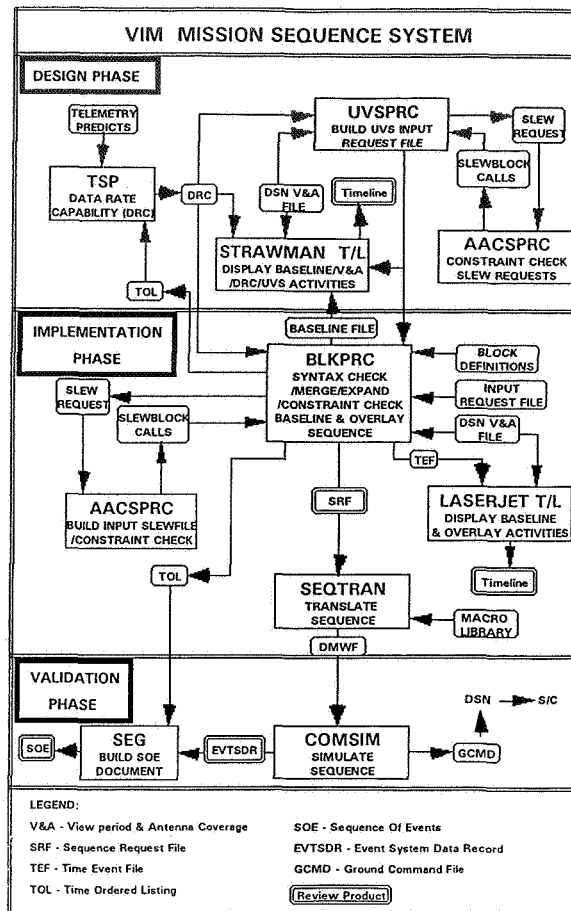 VIM MISSION SEQUENCE SYSTEM
DESIGN PHASE
TELEMETRY
PREDICTS
TSP
DATA RATE
CAPABILITY (DRC)
DRC
TOL
UVSPRC
BUILD UVS INPUT
REQUEST FILE
DSN V&A
FILE
Timeline
STRAWMAN T/L
DISPLAY BASELINE/V&A
/DRC/UVS ACTIVITIES
SLEW
REQUEST
SLEWBLOCK
CALLS
AACSPRC
CONSTRAINT CHECK
SLEW REQUESTS
IMPLEMENTATION
PHASE
BASELINE FILE
BLKPRC
SYNTAX CHECK
/MERGE/EXPAND
/CONSTRAINT CHECK
BASELINE & OVERLAY
SEQUENCE
BLOCK
DEFINITIONS
INPUT
REQUEST FILE
DSN V&A
FILE
SLEW
REQUEST
SLEWBLOCK
CALLS
AACSPRC
BUILD INPUT SLEWFILE
/CONSTRAINT CHECK
TEF
SRF
LASERJET T/L
DISPLAY BASELINE
& OVERLAY ACTIVITIES
Timeline
TOL
SEQTRAN
TRANSLATE
SEQUENCE
MACRO
LIBRARY
DMWF
VALIDATION
PHASE
DSN
S/C
SOE
SEG
BUILD SOE
DOCUMENT
EVTSDR
COMSIM
SIMULATE
SEQUENCE
GCMD
LEGEND:
V&A - View period & Antenna Coverage
SRF - Sequence Request File
TEF - Time Event File
TOL - Time Ordered Listing
SOE - Sequence Of Events
EVTSDR - Event System Data Record
GCMD - Ground Command File
Review Product